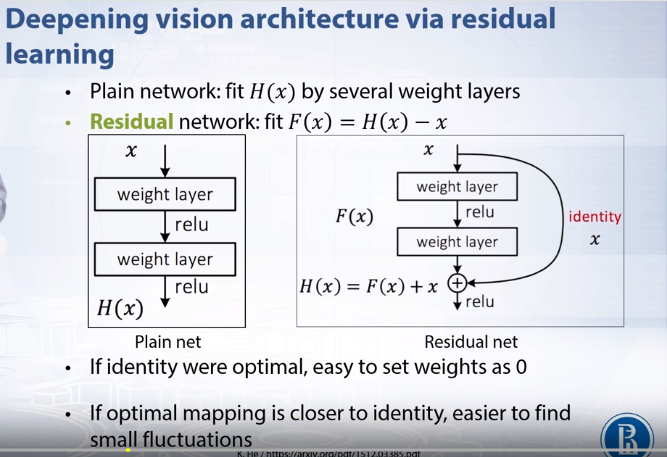 Deepening vision architecture via residual
learning
• Plain network: fit H(x) by several weight layers
• Residual network: fit F(x) = H(x) − x
x
weight layer
relu
weight layer
relu
H(x)
Plain net
x
weight layer
F(x)
relu
identity
x
weight layer
H(x) = F(x) + x
relu
Residual net
• If identity were optimal, easy to set weights as 0
• If optimal mapping is closer to identity, easier to find
small fluctuations
K. He / https://arxiv.org/pdf/1512.03385.pdf